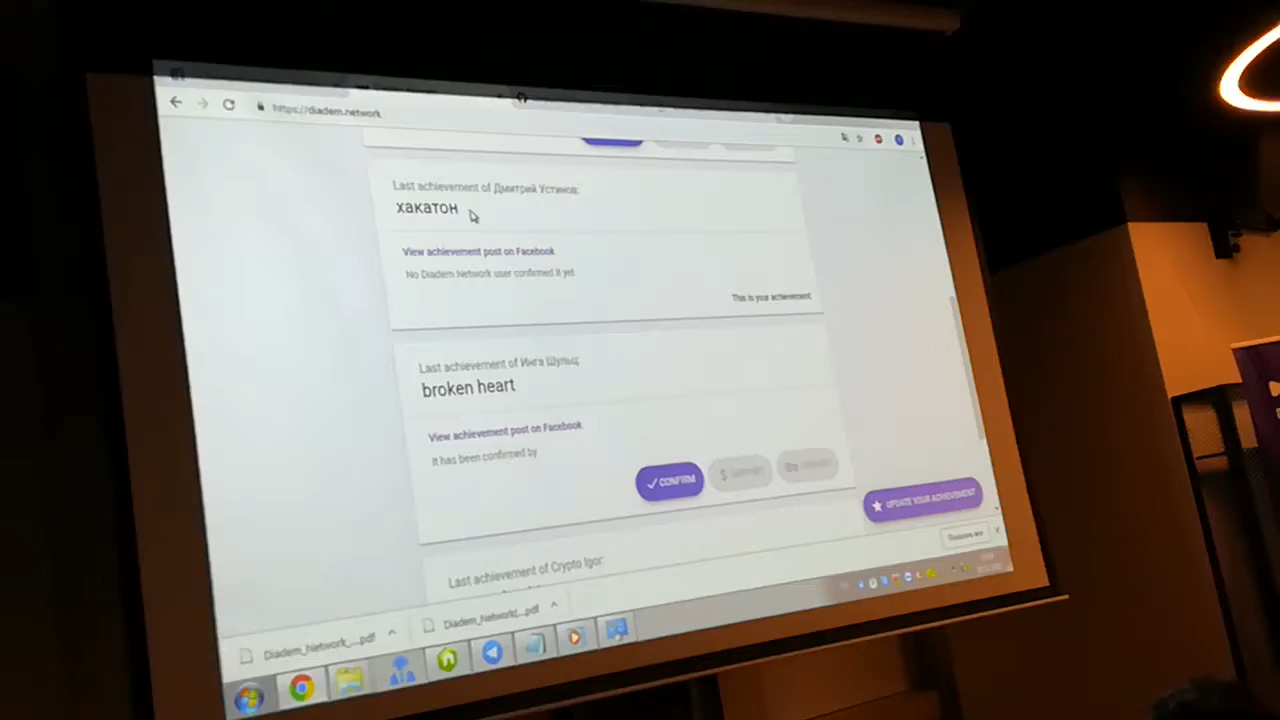 https://diadem.network
Last achievement of Дмитрий Устинов:
хакатон
View achievement post on Facebook
No Diadem Network user confirmed it yet
This is your achievement
Last achievement of Инга Шульц:
broken heart
View achievement post on Facebook
It has been confirmed by
CONFIRM
UPDATE YOUR ACHIEVEMENT
Показать все
Last achievement of Crypto Igor:
Diadem_Network_....pdf
Diadem_Network(....pdf